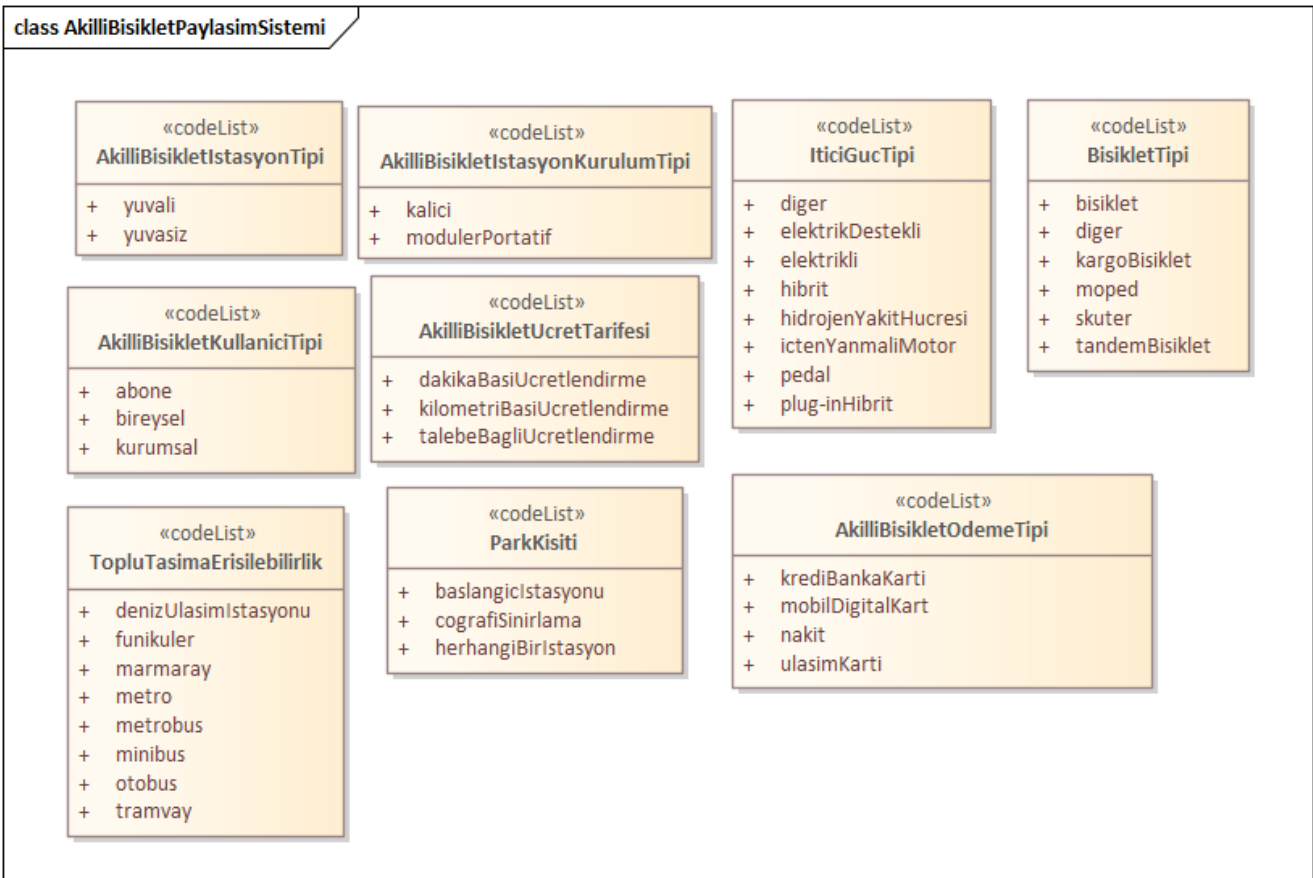 class AkilliBisikletPaylasimSistemi
«codeList»
AkilliBisikletIstasyonTipi
+ yuvali
+ yuvasiz
«codeList»
AkilliBisikletIstasyonKurulumTipi
+ kalici
+ modulerPortatif
«codeList»
IticiGucTipi
+ diger
+ elektrikDestekli
+ elektrikli
+ hibrit
+ hidrojenYakitHucresi
+ ictenYanmaliMotor
+ pedal
+ plug-inHibrit
«codeList»
BisikletTipi
+ bisiklet
+ diger
+ kargoBisiklet
+ moped
+ skuter
+ tandemBisiklet
«codeList»
AkilliBisikletKullaniciTipi
+ abone
+ bireysel
+ kurumsal
«codeList»
AkilliBisikletUcretTarifesi
+ dakikaBasiUcretlendirme
+ kilometriBasiUcretlendirme
+ talebeBagliUcretlendirme
«codeList»
TopluTasimaErisilebilirlik
+ denizUlasimIstasyonu
+ funikuler
+ marmaray
+ metro
+ metrobus
+ minibus
+ otobus
+ tramvay
«codeList»
ParkKisiti
+ baslangicIstasyonu
+ cografiSinirlama
+ herhangiBirIstasyon
«codeList»
AkilliBisikletOdemeTipi
+ krediBankaKarti
+ mobilDigitalKart
+ nakit
+ ulasimKarti